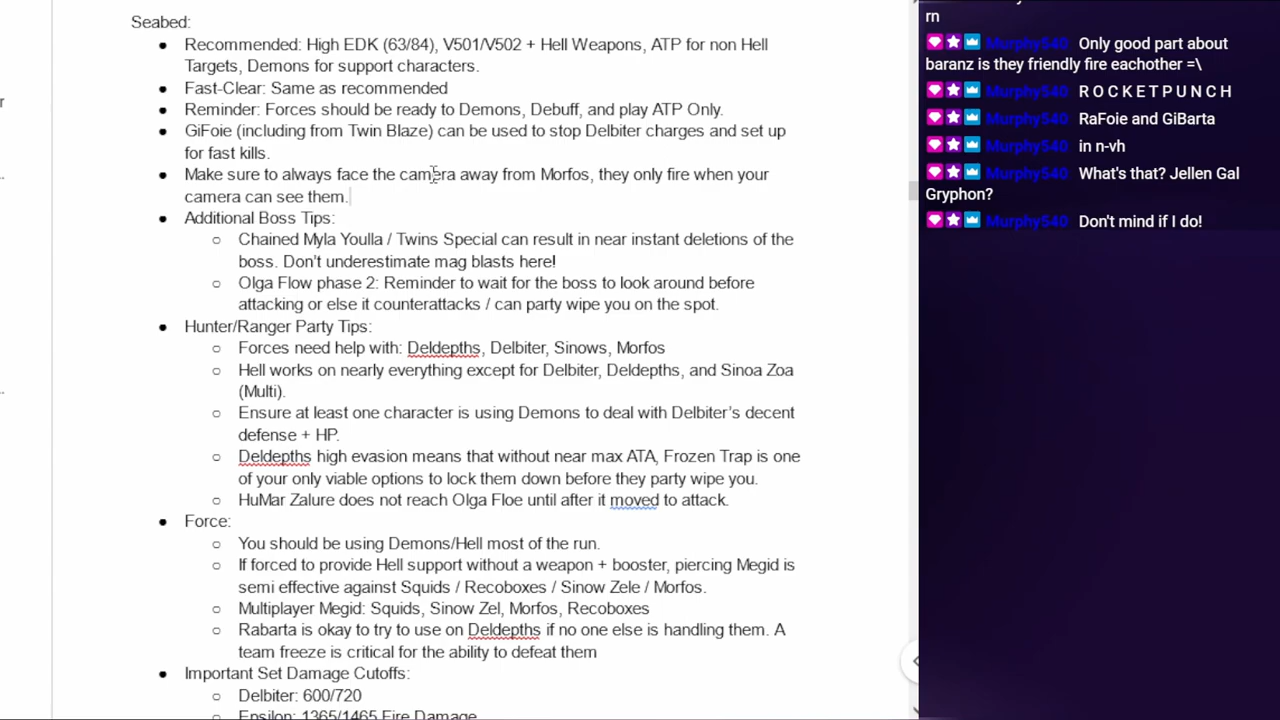 Seabed:
● Recommended: High EDK (63/84), V501/V502 + Hell Weapons, ATP for non Hell
Targets, Demons for support characters.
● Fast-Clear: Same as recommended
● Reminder: Forces should be ready to Demons, Debuff, and play ATP Only.
● GiFoie (including from Twin Blaze) can be used to stop Delbiter charges and set up
for fast kills.
● Make sure to always face the camera away from Morfos, they only fire when your
camera can see them.
● Additional Boss Tips:
○ Chained Myla Youlla / Twins Special can result in near instant deletions of the
boss. Don't underestimate mag blasts here!
○ Olga Flow phase 2: Reminder to wait for the boss to look around before
attacking or else it counterattacks / can party wipe you on the spot.
● Hunter/Ranger Party Tips:
○ Forces need help with: Deldepths, Delbiter, Sinows, Morfos
○ Hell works on nearly everything except for Delbiter, Deldepths, and Sinoa Zoa
(Multi).
○ Ensure at least one character is using Demons to deal with Delbiter's decent
defense + HP.
○ Deldepths high evasion means that without near max ATA, Frozen Trap is one
of your only viable options to lock them down before they party wipe you.
○ HuMar Zalure does not reach Olga Floe until after it moved to attack.
● Force:
○ You should be using Demons/Hell most of the run.
○ If forced to provide Hell support without a weapon + booster, piercing Megid is
semi effective against Squids / Recoboxes / Sinow Zele / Morfos.
○ Multiplayer Megid: Squids, Sinow Zel, Morfos, Recoboxes
○ Rabarta is okay to try to use on Deldepths if no one else is handling them. A
team freeze is critical for the ability to defeat them
● Important Set Damage Cutoffs:
○ Delbiter: 600/720
○ Epsilon: 1365/1465 Fire Damage
rn
Murphy540 Only good part about
baranz is they friendly fire eachother =\
Murphy540 R O C K E T P U N C H
Murphy540 RaFoie and GiBarta
Murphy540 in n-vh
Murphy540 What's that? Jellen Gal
Gryphon?
Murphy540 Don't mind if I do!